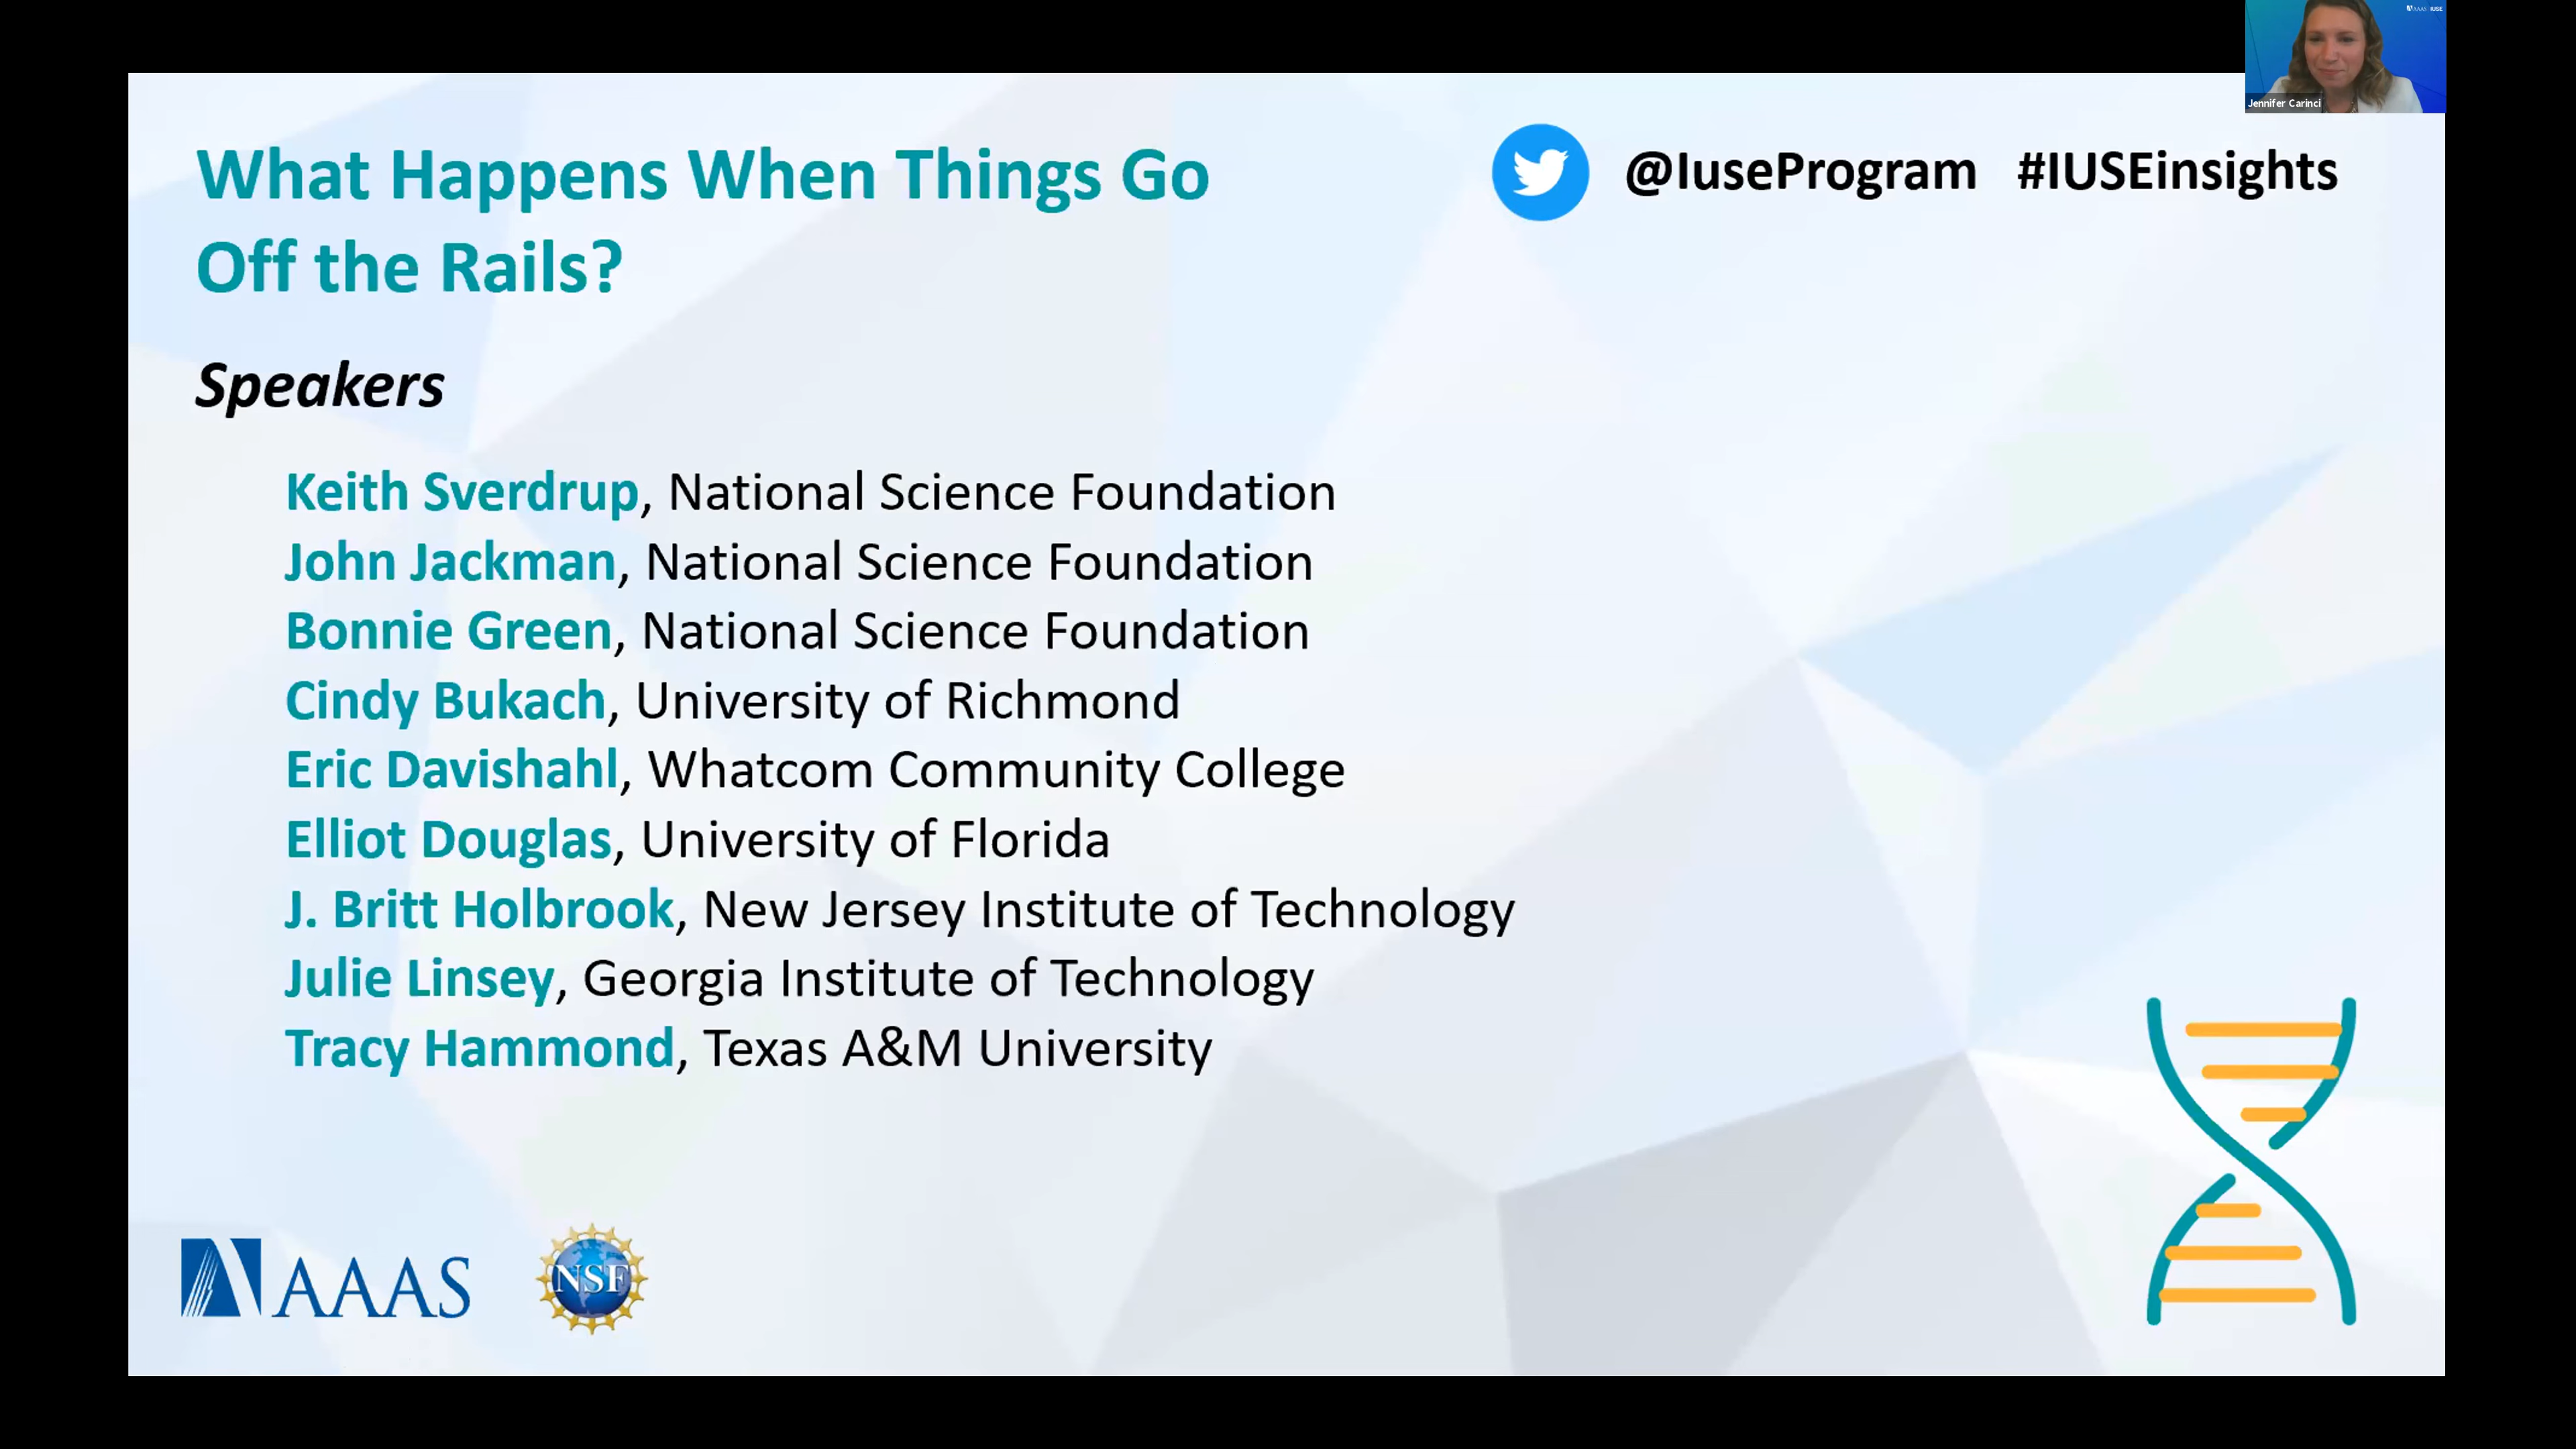 AAAS IUSE
Jennifer Carinci
What Happens When Things Go
Off the Rails?
@IuseProgram #IUSEinsights
Speakers
Keith Sverdrup, National Science Foundation
John Jackman, National Science Foundation
Bonnie Green, National Science Foundation
Cindy Bukach, University of Richmond
Eric Davishahl, Whatcom Community College
Elliot Douglas, University of Florida
J. Britt Holbrook, New Jersey Institute of Technology
Julie Linsey, Georgia Institute of Technology
Tracy Hammond, Texas A&M University
AAAS
NSF